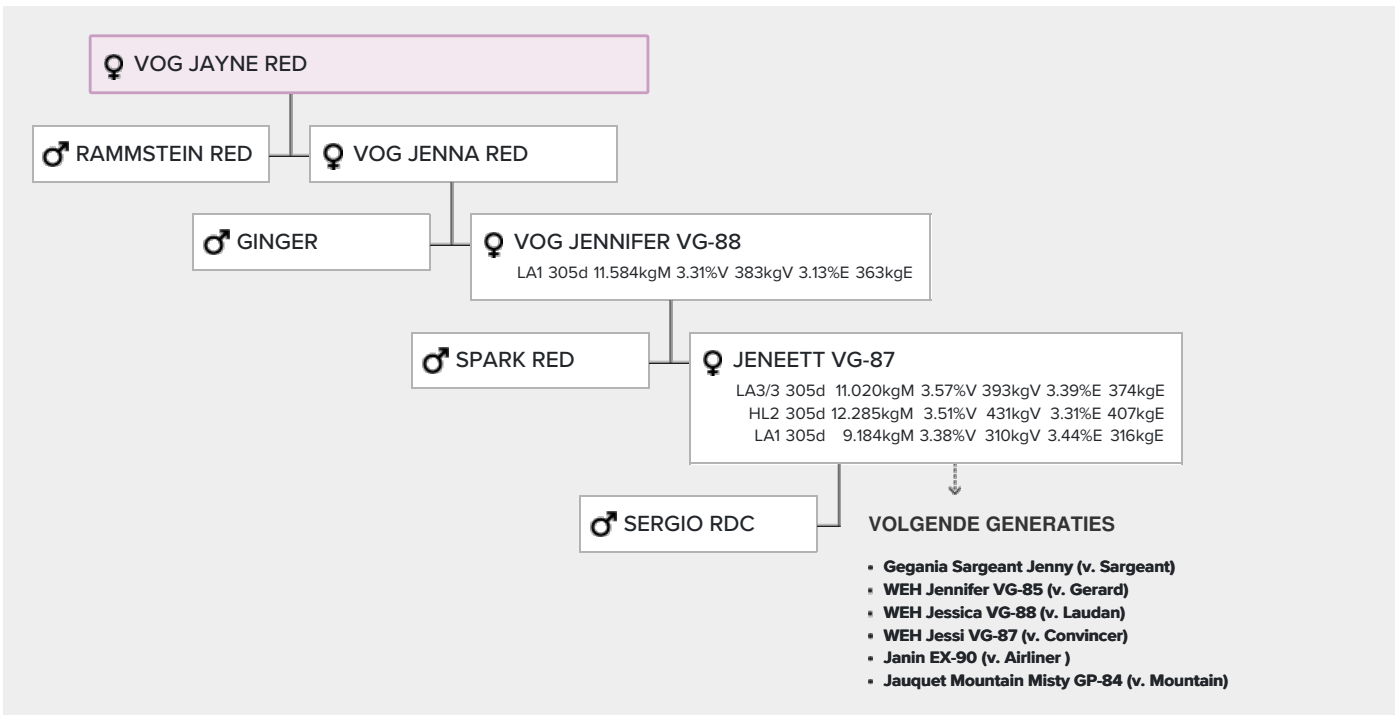 ♀ VOG JAYNE RED
♂ RAMMSTEIN RED
♀ VOG JENNA RED
♂ GINGER
♀ VOG JENNIFER VG-88
LA1 305d 11.584kgM 3.31%V 383kgV 3.13%E 363kgE
♂ SPARK RED
♀ JENEETT VG-87
LA3/3 305d 11.020kgM 3.57%V 393kgV 3.39%E 374kgE
HL2 305d 12.285kgM 3.51%V 431kgV 3.31%E 407kgE
LA1 305d 9.184kgM 3.38%V 310kgV 3.44%E 316kgE
♂ SERGIO RDC
VOLGENDE GENERATIES
• Gegania Sargeant Jenny (v. Sargeant)
• WEH Jennifer VG-85 (v. Gerard)
• WEH Jessica VG-88 (v. Laudan)
• WEH Jessi VG-87 (v. Convincer)
• Janin EX-90 (v. Airliner )
• Jauquet Mountain Misty GP-84 (v. Mountain)